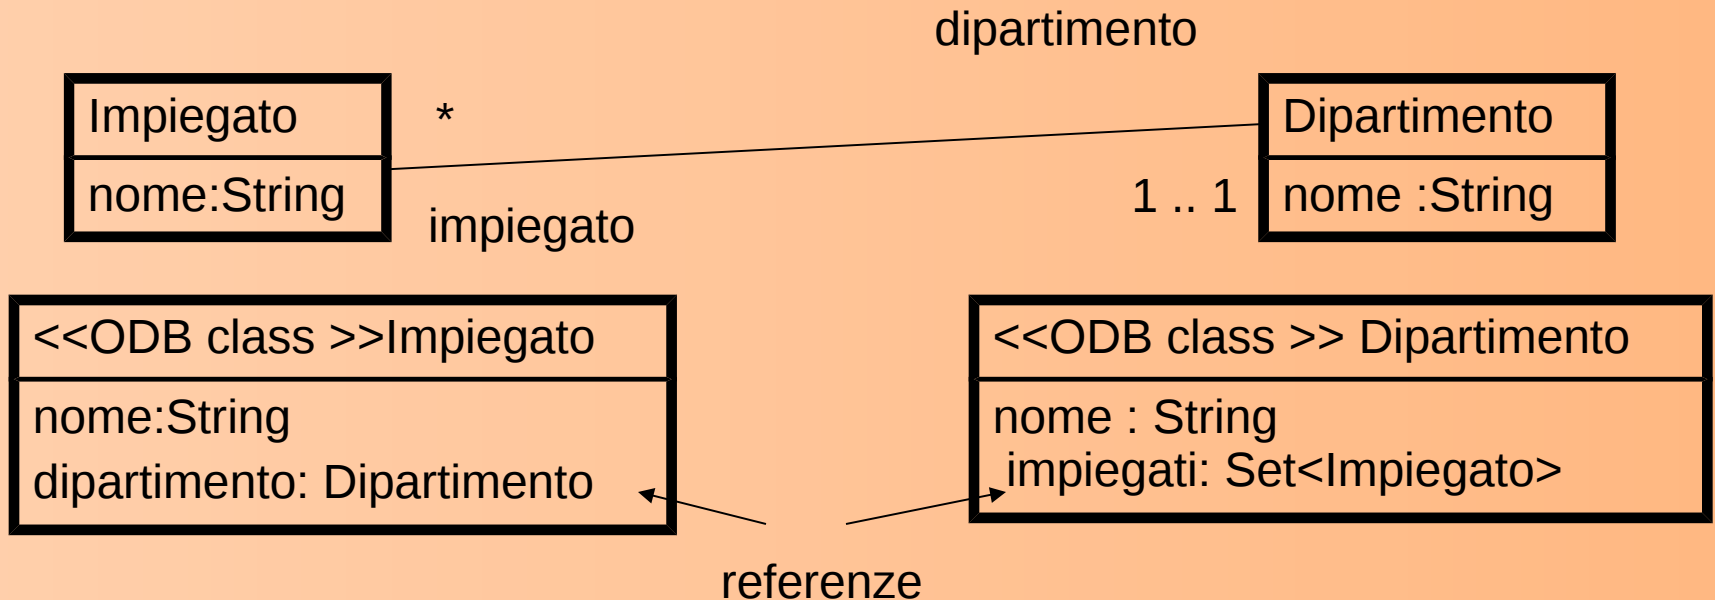 dipartimento
Impiegato
*
nome:String
impiegato
Dipartimento
1 .. 1
nome :String
<<ODB class >>Impiegato
nome:String
dipartimento: Dipartimento
<<ODB class >> Dipartimento
nome : String
impiegati: Set<Impiegato>
referenze